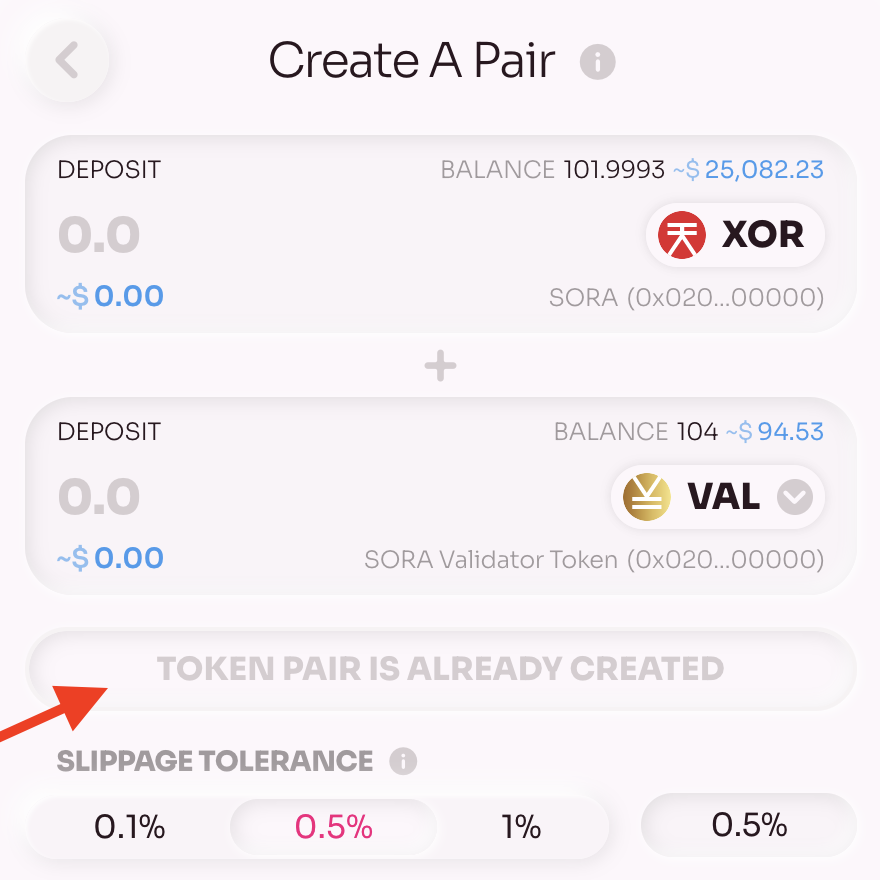 Create A Pair
DEPOSIT BALANCE 101.9993 ~$ 25,082.23
0.0 XOR
~$ 0.00 SORA (0x020...00000)
+
DEPOSIT BALANCE 104 ~$ 94.53
0.0 VAL
~$ 0.00 SORA Validator Token (0x020...00000)
TOKEN PAIR IS ALREADY CREATED
SLIPPAGE TOLERANCE
0.1% 0.5% 1% 0.5%